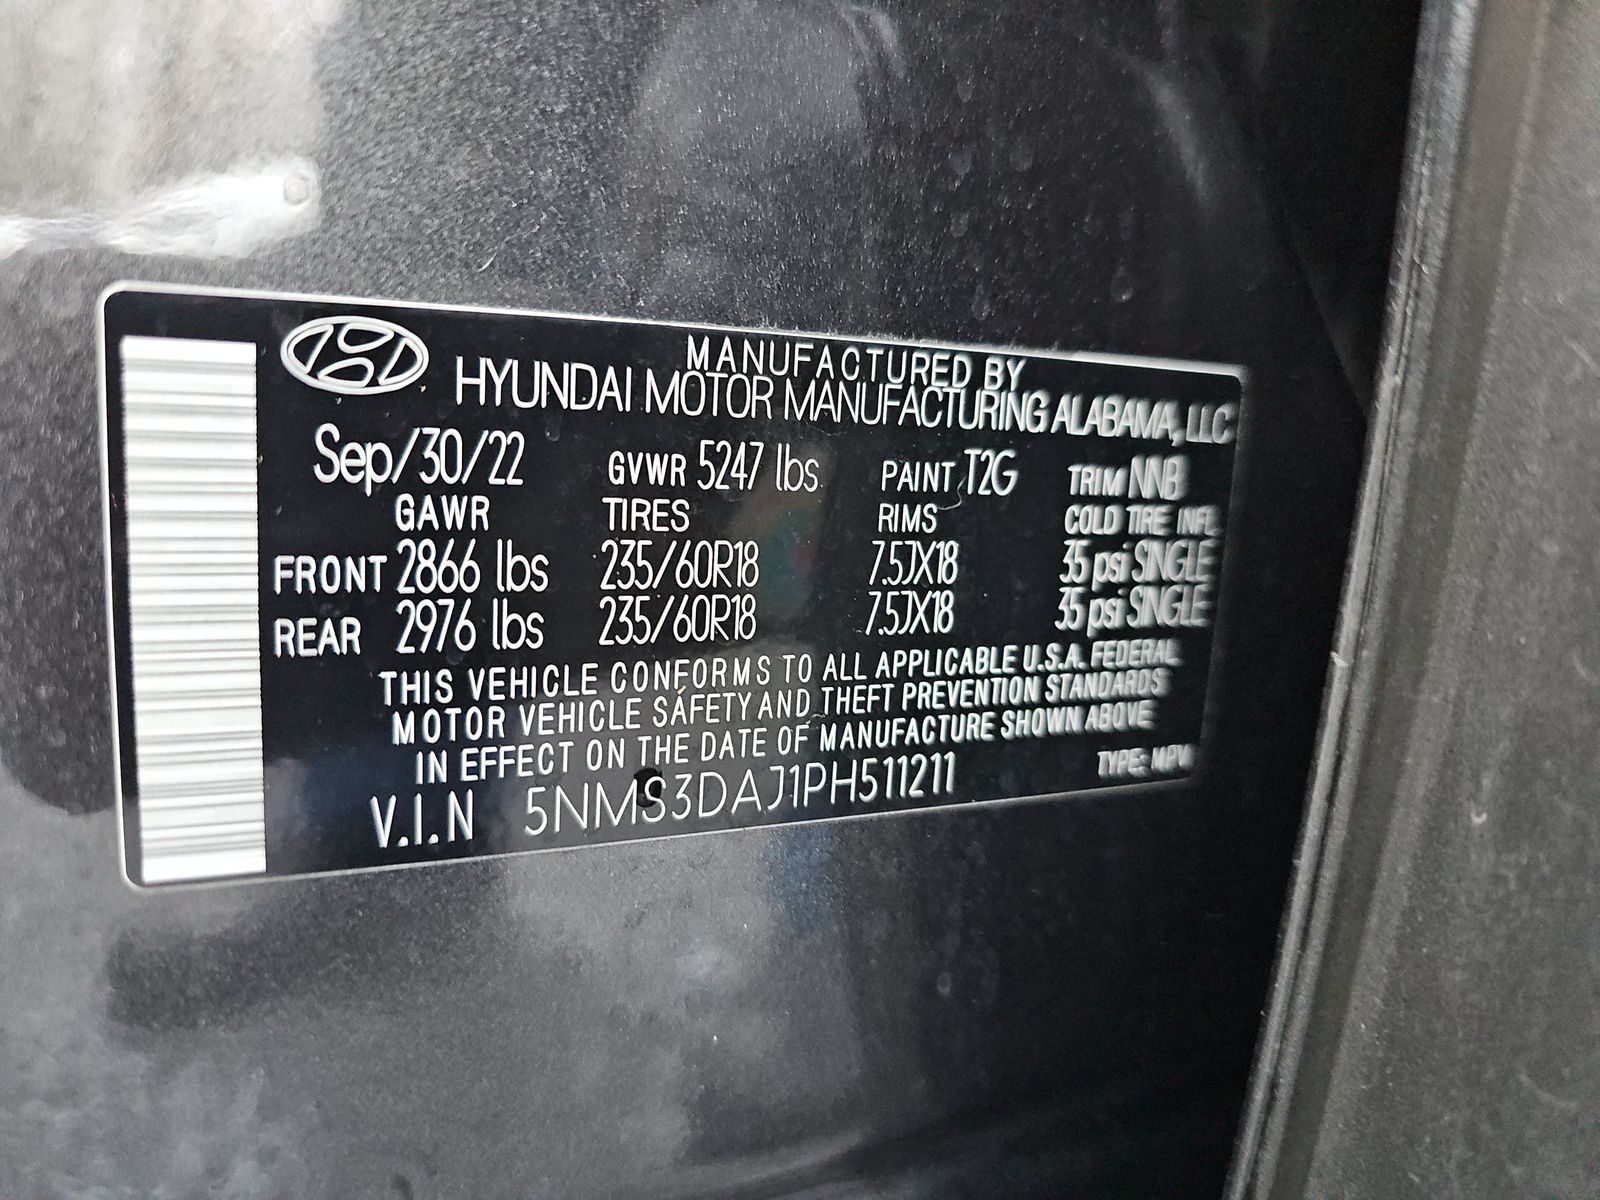 MANUFACTURED BY
HYUNDAI MOTOR MANUFACTURING ALABAMA, LLC
Sep/30/22 GVWR 5247 lbs PAINT T2G TRIM NNB
GAWR TIRES RIMS COLD TIRE INFL
FRONT 2866 lbs 235/60R18 7.5JX18 35 psi SINGLE
REAR 2976 lbs 235/60R18 7.5JX18 35 psi SINGLE
THIS VEHICLE CONFORMS TO ALL APPLICABLE U.S.A. FEDERAL
MOTOR VEHICLE SAFETY AND THEFT PREVENTION STANDARDS
IN EFFECT ON THE DATE OF MANUFACTURE SHOWN ABOVE
V.I.N 5NMS3DAJ1PH511211 TYPE: MPV